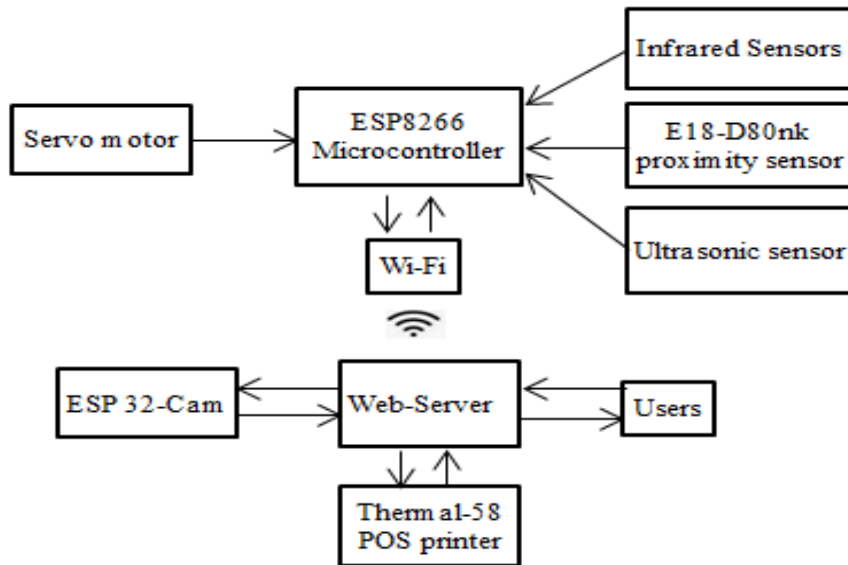 Infrared Sensors
ESP8266
Microcontroller
Servo motor
E18-D80nk
proximity sensor
Ultrasonic sensor
Wi-Fi
ESP 32-Cam
Web-Server
Users
Thermal-58
POS printer